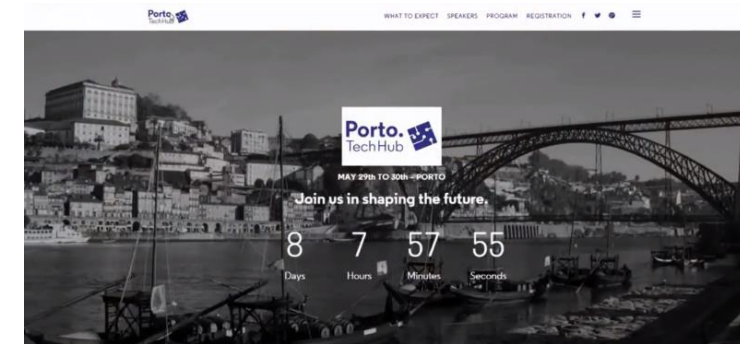 Porto.
TechHub
WHAT TO EXPECT SPEAKERS PROGRAM REGISTRATION
Porto.
TechHub
MAY 29th TO 30th – PORTO
Join us in shaping the future.
8 7 57 55
Days Hours Minutes Seconds